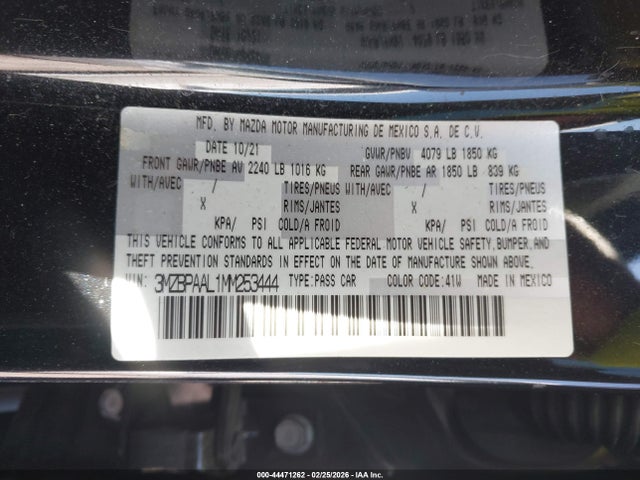 MFD. BY MAZDA MOTOR MANUFACTURING DE MEXICO S.A. DE C.V.
DATE 10/21 GVWR/PNBV 4079 LB 1850 KG
FRONT GAWR/PNBE AV 2240 LB 1016 KG REAR GAWR/PNBE AR 1850 LB 839 KG
WITH/AVEC / TIRES/PNEUS WITH/AVEC / TIRES/PNEUS
X RIMS/JANTES X RIMS/JANTES
KPA/ PSI COLD/A FROID KPA/ PSI COLD/A FROID
THIS VEHICLE CONFORMS TO ALL APPLICABLE FEDERAL MOTOR VEHICLE SAFETY, BUMPER, AND
THEFT PREVENTION STANDARDS IN EFFECT ON THE DATE OF MANUFACTURE SHOWN ABOVE.
VIN: 3MZBPAAL1MM253444 TYPE:PASS CAR COLOR CODE:41W MADE IN MEXICO
000-44471262 - 02/25/2026 - IAA Inc.